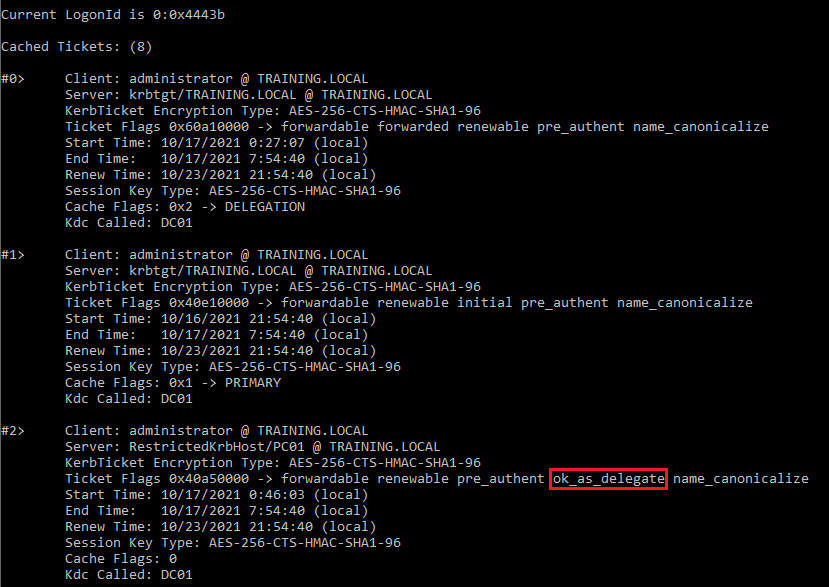 Current LogonId is 0:0x4443b
Cached Tickets: (8)
#0> Client: administrator @ TRAINING.LOCAL
Server: krbtgt/TRAINING.LOCAL @ TRAINING.LOCAL
KerbTicket Encryption Type: AES-256-CTS-HMAC-SHA1-96
Ticket Flags 0x60a10000 -> forwardable forwarded renewable pre_authent name_canonicalize
Start Time: 10/17/2021 0:27:07 (local)
End Time: 10/17/2021 7:54:40 (local)
Renew Time: 10/23/2021 21:54:40 (local)
Session Key Type: AES-256-CTS-HMAC-SHA1-96
Cache Flags: 0x2 -> DELEGATION
Kdc Called: DC01
#1> Client: administrator @ TRAINING.LOCAL
Server: krbtgt/TRAINING.LOCAL @ TRAINING.LOCAL
KerbTicket Encryption Type: AES-256-CTS-HMAC-SHA1-96
Ticket Flags 0x40e10000 -> forwardable renewable initial pre_authent name_canonicalize
Start Time: 10/16/2021 21:54:40 (local)
End Time: 10/17/2021 7:54:40 (local)
Renew Time: 10/23/2021 21:54:40 (local)
Session Key Type: AES-256-CTS-HMAC-SHA1-96
Cache Flags: 0x1 -> PRIMARY
Kdc Called: DC01
#2> Client: administrator @ TRAINING.LOCAL
Server: RestrictedKrbHost/PC01 @ TRAINING.LOCAL
KerbTicket Encryption Type: AES-256-CTS-HMAC-SHA1-96
Ticket Flags 0x40a50000 -> forwardable renewable pre_authent ok_as_delegate name_canonicalize
Start Time: 10/17/2021 0:46:03 (local)
End Time: 10/17/2021 7:54:40 (local)
Renew Time: 10/23/2021 21:54:40 (local)
Session Key Type: AES-256-CTS-HMAC-SHA1-96
Cache Flags: 0
Kdc Called: DC01